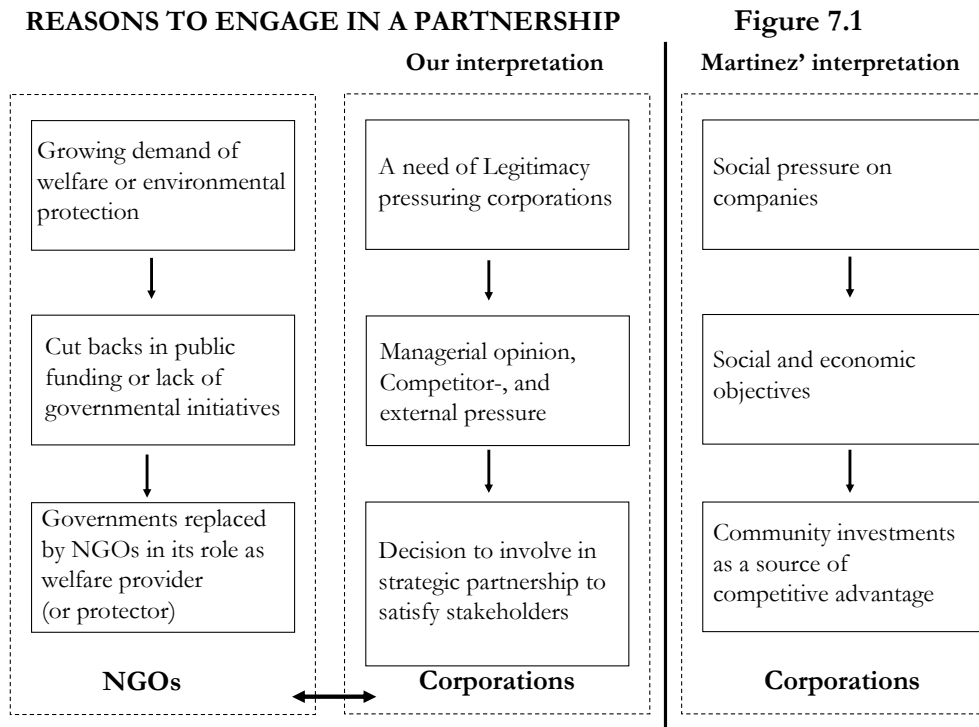 REASONS TO ENGAGE IN A PARTNERSHIP
Figure 7.1
Our interpretation
Martinez’ interpretation
Growing demand of
welfare or environmental
protection
Cut backs in public
funding or lack of
governmental initiatives
Governments replaced
by NGOs in its role as
welfare provider
(or protector)
NGOs
A need of Legitimacy
pressuring corporations
Managerial opinion,
Competitor-, and
external pressure
Decision to involve in
strategic partnership to
satisfy stakeholders
Corporations
Social pressure on
companies
Social and economic
objectives
Community investments
as a source of
competitive advantage
Corporations